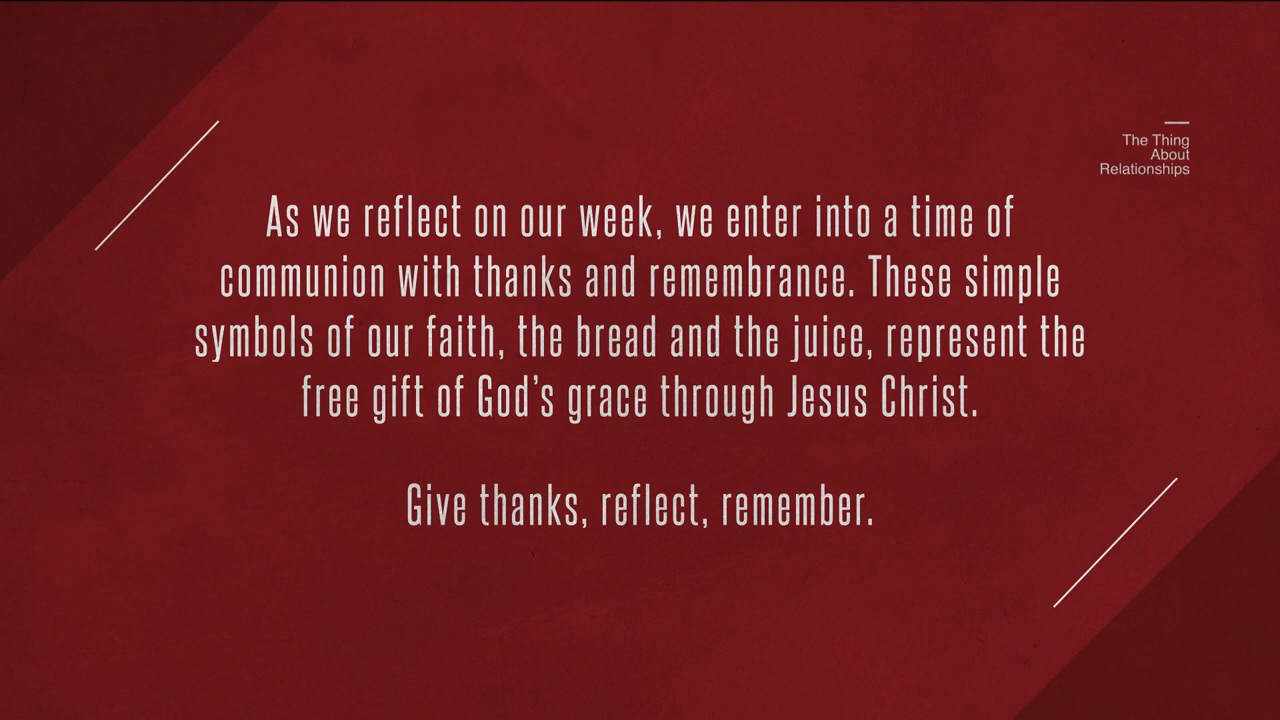 The Thing
About
Relationships
As we reflect on our week, we enter into a time of
communion with thanks and remembrance. These simple
symbols of our faith, the bread and the juice, represent the
free gift of God’s grace through Jesus Christ.
Give thanks, reflect, remember.